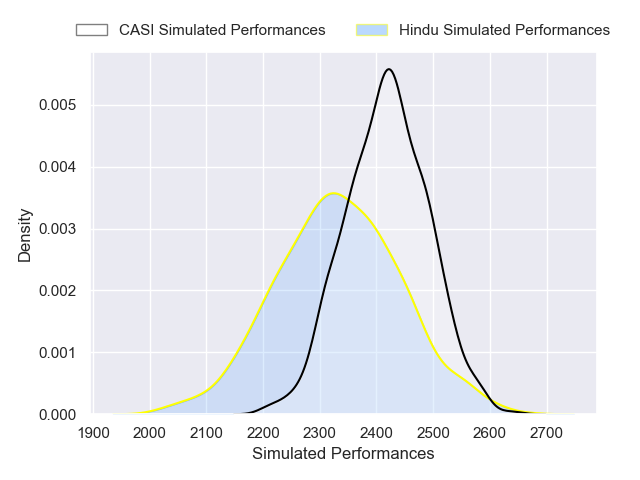 CASI Simulated Performances Hindu Simulated Performances
0.005
0.004
0.003
0.002
0.001
0.000
Density
1900 2000 2100 2200 2300 2400 2500 2600 2700
Simulated Performances